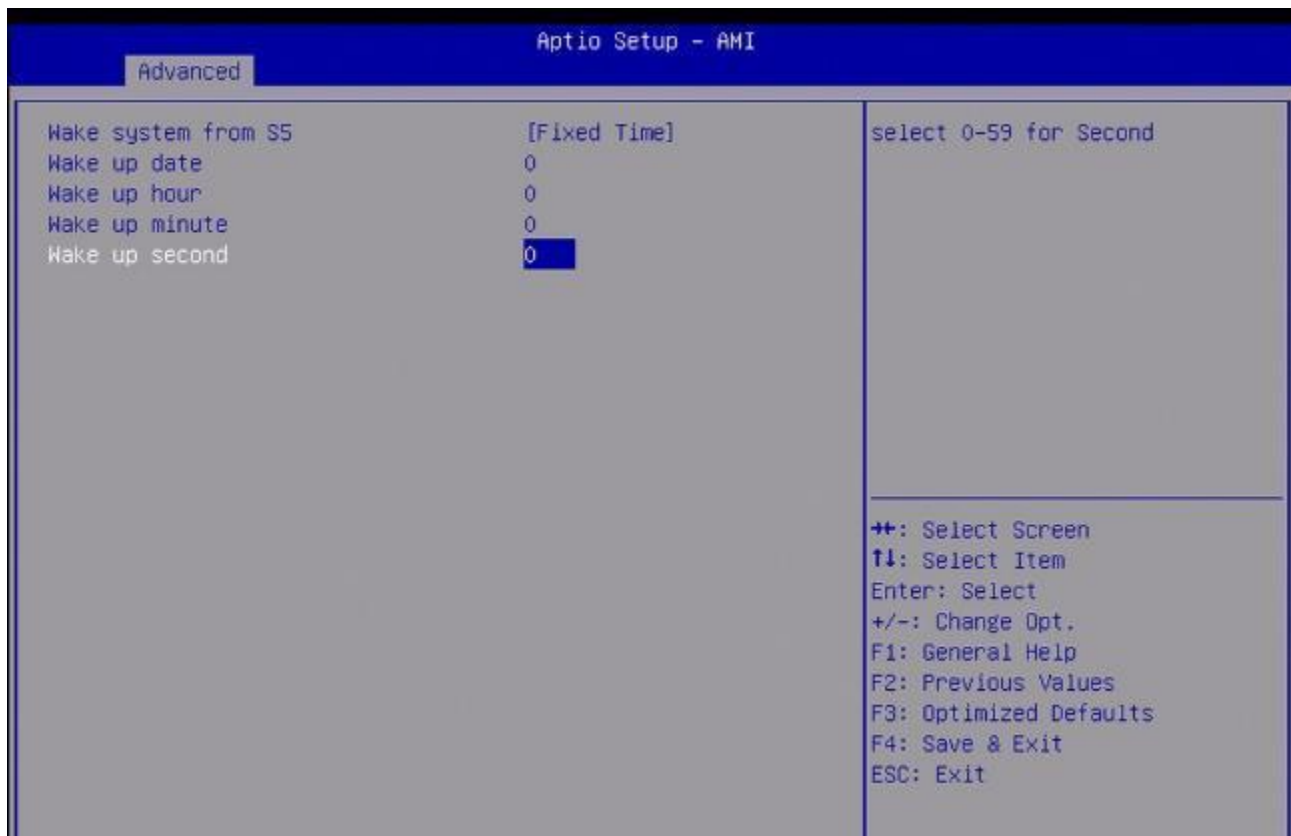 Aptio Setup – AMI
Advanced
Wake system from S5 [Fixed Time]
Wake up date 0
Wake up hour 0
Wake up minute 0
Wake up second 0
select 0-59 for Second
→←: Select Screen
↑↓: Select Item
Enter: Select
+/-: Change Opt.
F1: General Help
F2: Previous Values
F3: Optimized Defaults
F4: Save & Exit
ESC: Exit